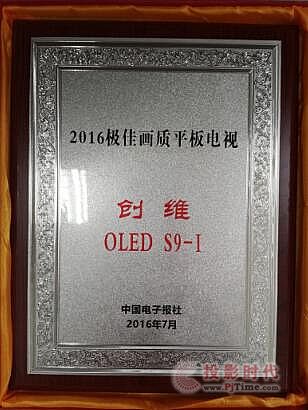 2016极佳画质平板电视
创维
OLED S9-I
中国电子报社
2016年7月
投影时代
www.PjTime.com